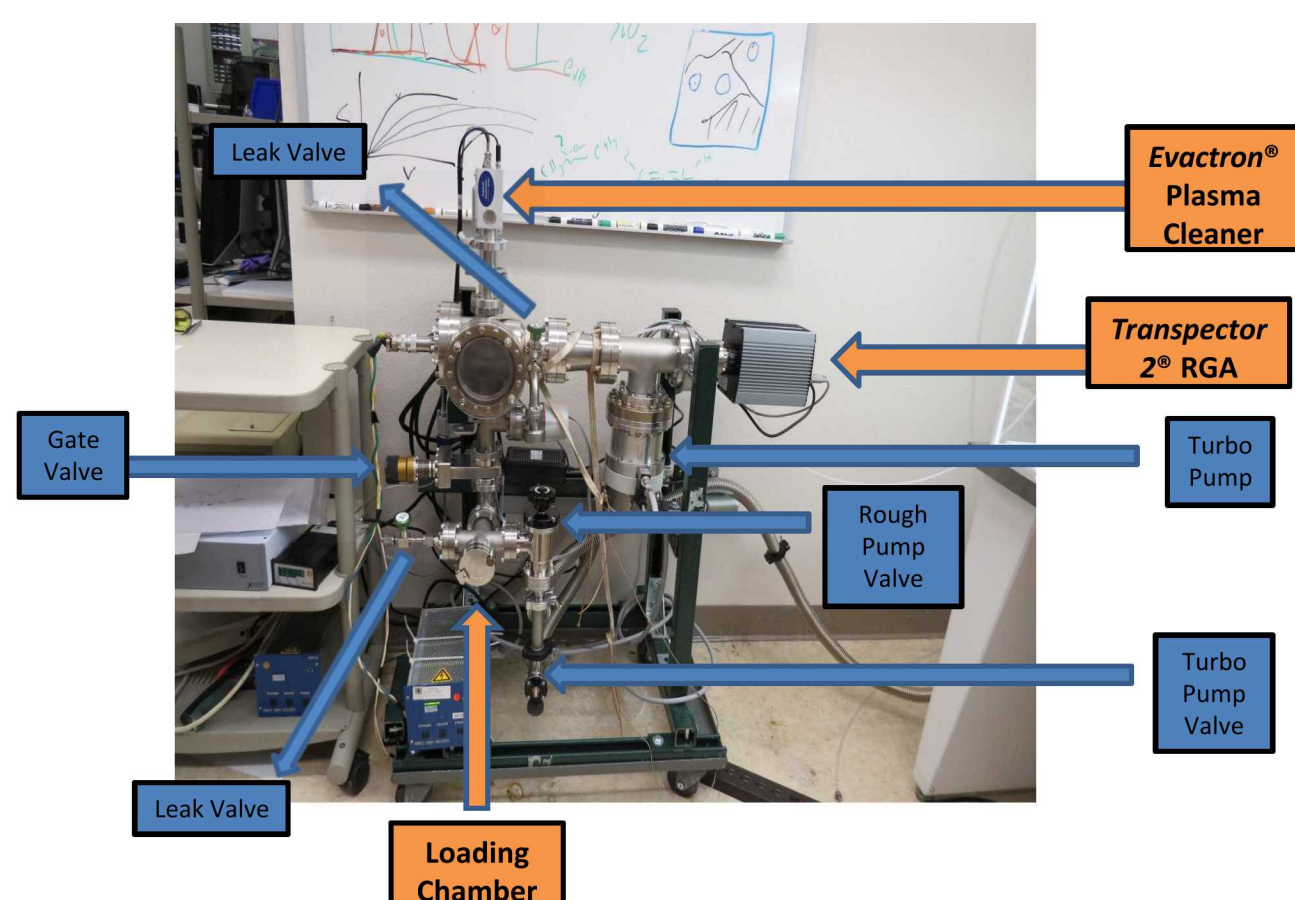 Leak Valve
Evactron®
Plasma
Cleaner
Transpector
2® RGA
Gate
Valve
Turbo
Pump
Rough
Pump
Valve
Turbo
Pump
Valve
Leak Valve
Loading
Chamber